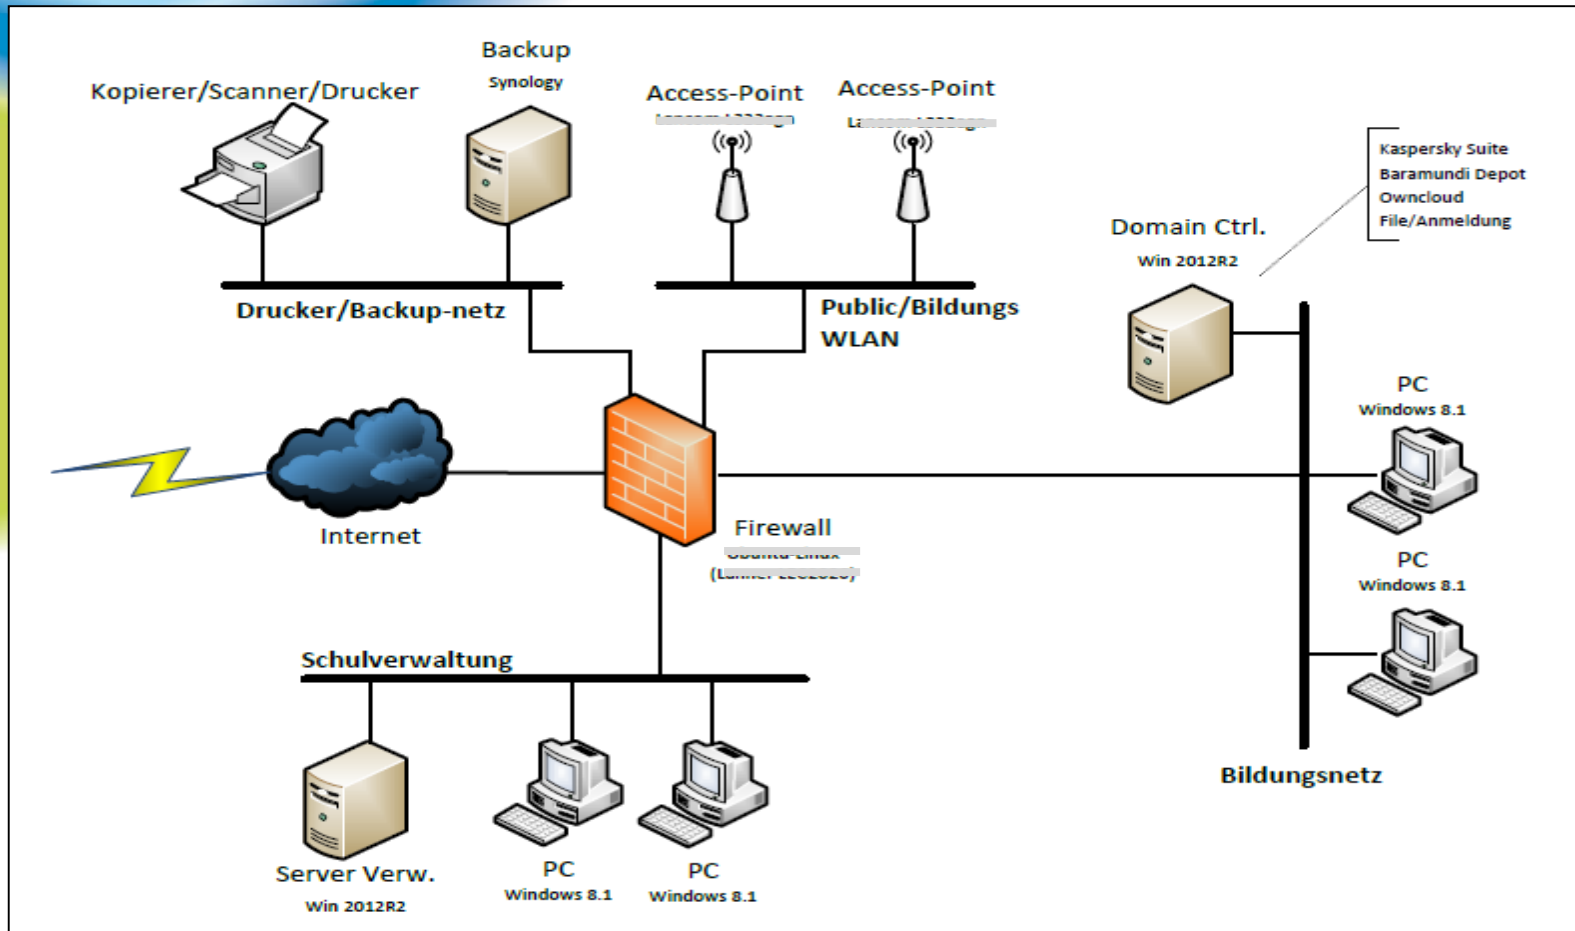 Backup
Synology
Kopierer/Scanner/Drucker
Access-Point
Access-Point
Kaspersky Suite
Baramundi Depot
Owncloud
File/Anmeldung
Domain Ctrl.
Win 2012R2
Drucker/Backup-netz
Public/Bildungs
WLAN
PC
Windows 8.1
Internet
Firewall
PC
Windows 8.1
Schulverwaltung
Bildungsnetz
Server Verw.
Win 2012R2
PC
Windows 8.1
PC
Windows 8.1